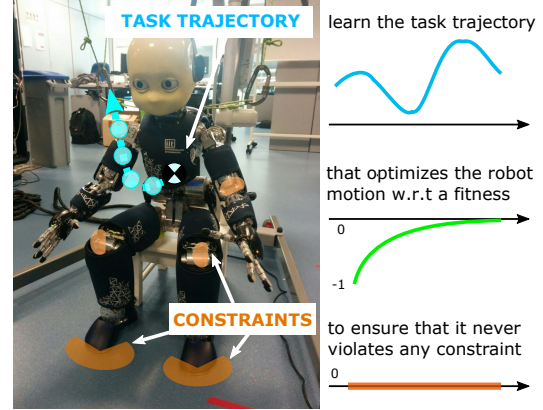 TASK TRAJECTORY
CONSTRAINTS
learn the task trajectory
that optimizes the robot
motion w.r.t a fitness
0
-1
to ensure that it never
violates any constraint
0